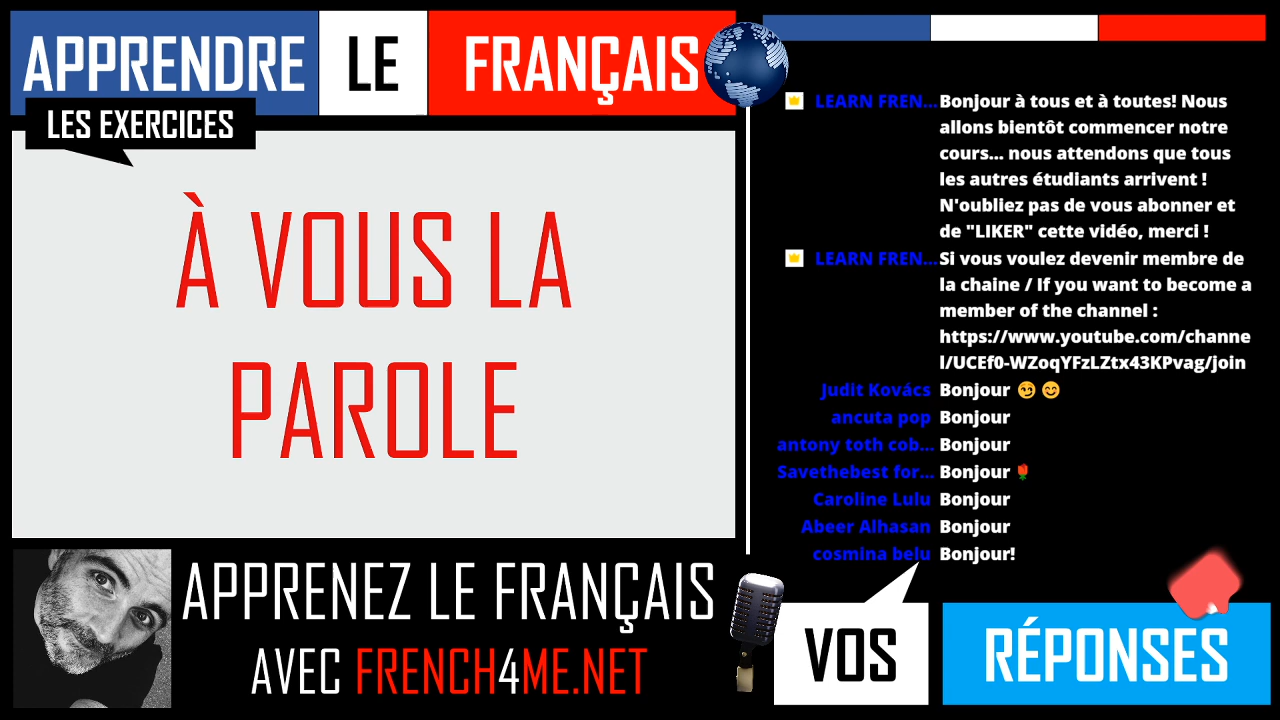 APPRENDRE LE FRANÇAIS
LES EXERCICES
À VOUS LA
PAROLE
APPRENEZ LE FRANÇAIS
AVEC FRENCH4ME.NET
LEARN FREN... Bonjour à tous et à toutes! Nous
allons bientôt commencer notre
cours... nous attendons que tous
les autres étudiants arrivent !
N'oubliez pas de vous abonner et
de "LIKER" cette vidéo, merci !
LEARN FREN... Si vous voulez devenir membre de
la chaine / If you want to become a
member of the channel :
https://www.youtube.com/channe
l/UCEf0-WZoqYFzLZtx43KPvag/join
Judit Kovács Bonjour 😏 😊
ancuta pop Bonjour
antony toth cob... Bonjour
Savethebest for... Bonjour 🌹
Caroline Lulu Bonjour
Abeer Alhasan Bonjour
cosmina belu Bonjour!
VOS RÉPONSES